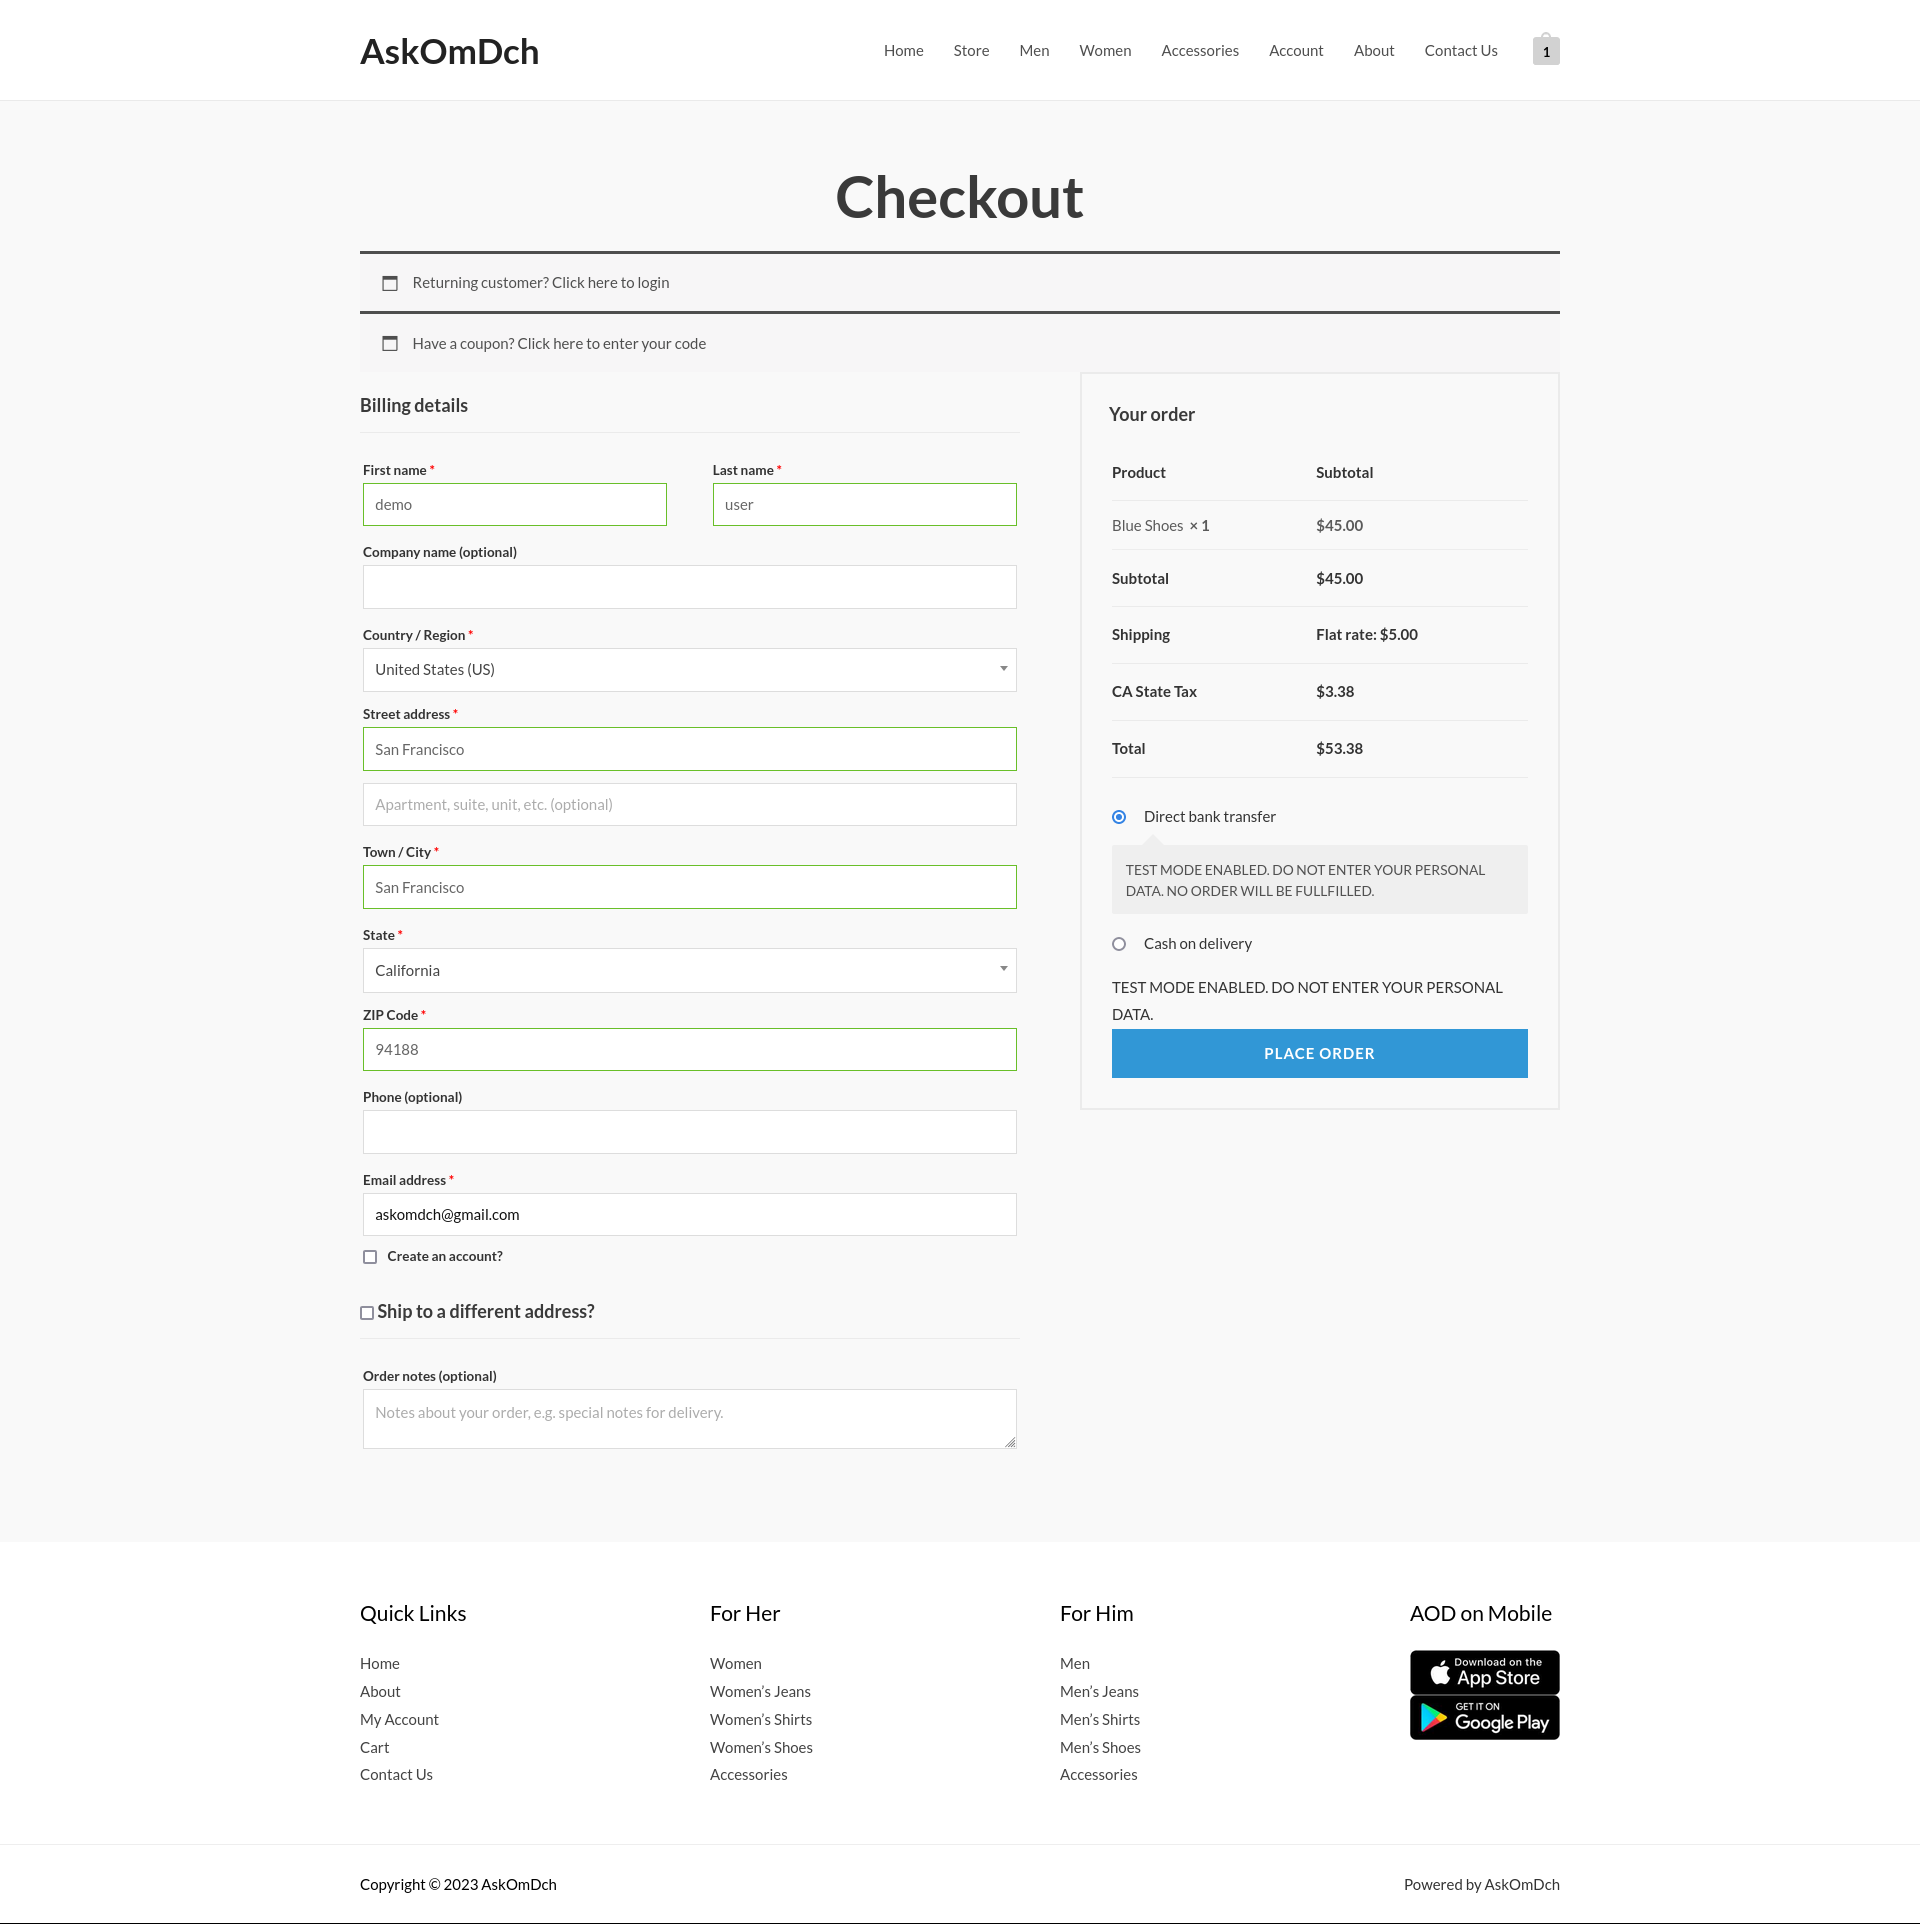 AskOmDch
Home Store Men Women Accessories Account About Contact Us 1
Checkout
Returning customer? Click here to login
Have a coupon? Click here to enter your code
Billing details
First name * Last name *
demo user
Company name (optional)
Country / Region *
United States (US)
Street address *
San Francisco
Apartment, suite, unit, etc. (optional)
Town / City *
San Francisco
State *
California
ZIP Code *
94188
Phone (optional)
Email address *
askomdch@gmail.com
Create an account?
Ship to a different address?
Order notes (optional)
Notes about your order, e.g. special notes for delivery.
Your order
Product Subtotal
Blue Shoes × 1 $45.00
Subtotal $45.00
Shipping Flat rate: $5.00
CA State Tax $3.38
Total $53.38
Direct bank transfer
TEST MODE ENABLED. DO NOT ENTER YOUR PERSONAL
DATA. NO ORDER WILL BE FULLFILLED.
Cash on delivery
TEST MODE ENABLED. DO NOT ENTER YOUR PERSONAL
DATA.
PLACE ORDER
Quick Links
Home
About
My Account
Cart
Contact Us
For Her
Women
Women’s Jeans
Women’s Shirts
Women’s Shoes
Accessories
For Him
Men
Men’s Jeans
Men’s Shirts
Men’s Shoes
Accessories
AOD on Mobile
Download on the
App Store
GET IT ON
Google Play
Copyright © 2023 AskOmDch
Powered by AskOmDch